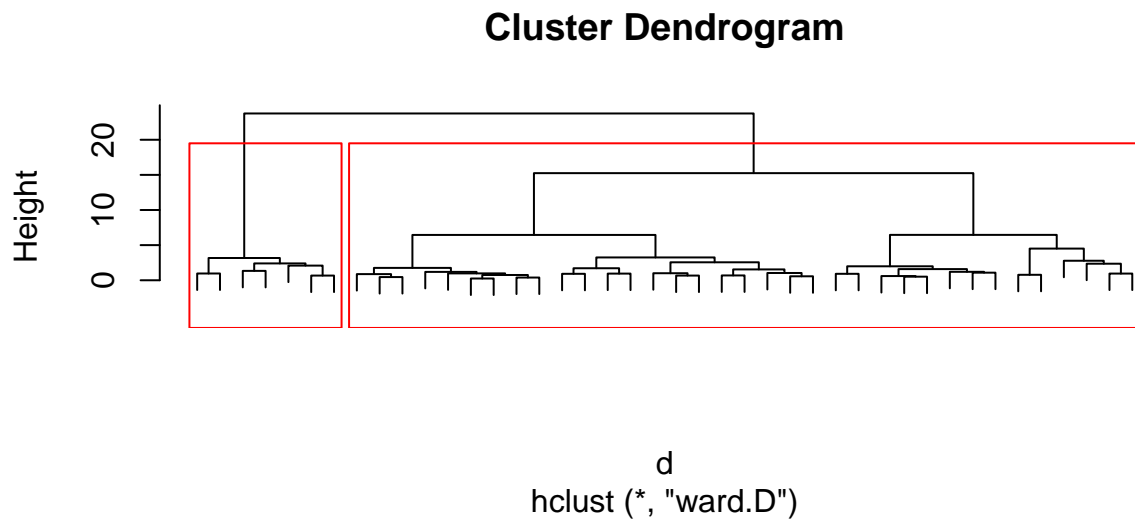 Cluster Dendrogram
Height
20
10
0
d
hclust (*, "ward.D")